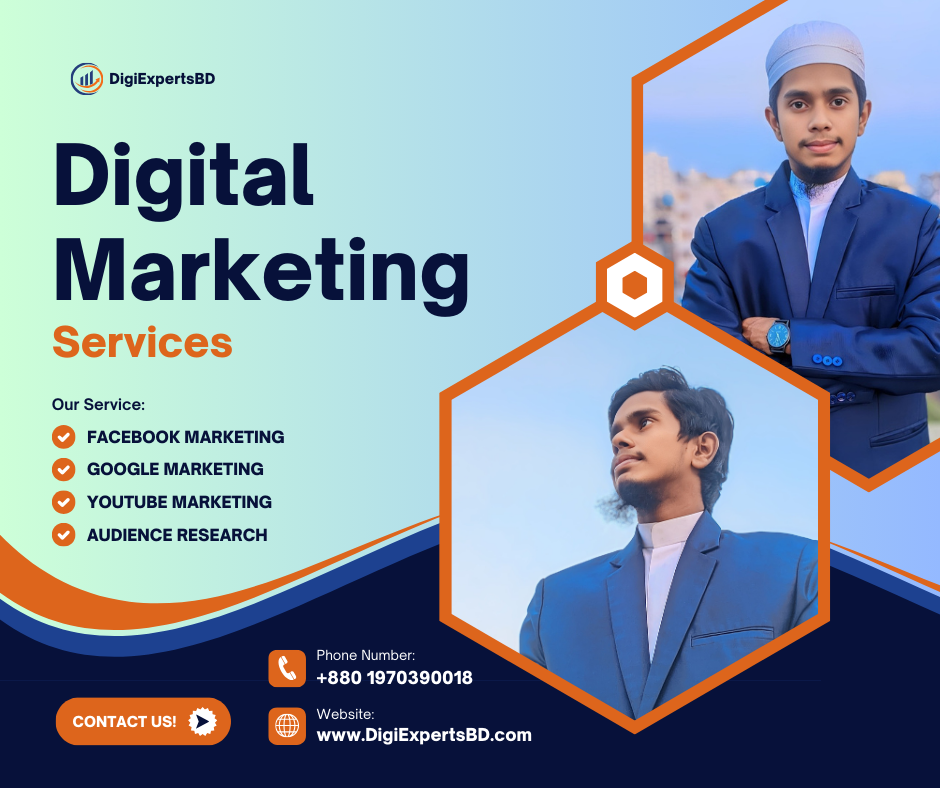 DigiExpertsBD
Digital
Marketing
Services
Our Service:
FACEBOOK MARKETING
GOOGLE MARKETING
YOUTUBE MARKETING
AUDIENCE RESEARCH
Phone Number:
+880 1970390018
CONTACT US!
Website:
www.DigiExpertsBD.com